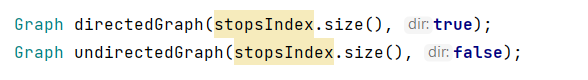 Graph directedGraph(stopsIndex.size(), dir: true);
Graph undirectedGraph(stopsIndex.size(), dir: false);